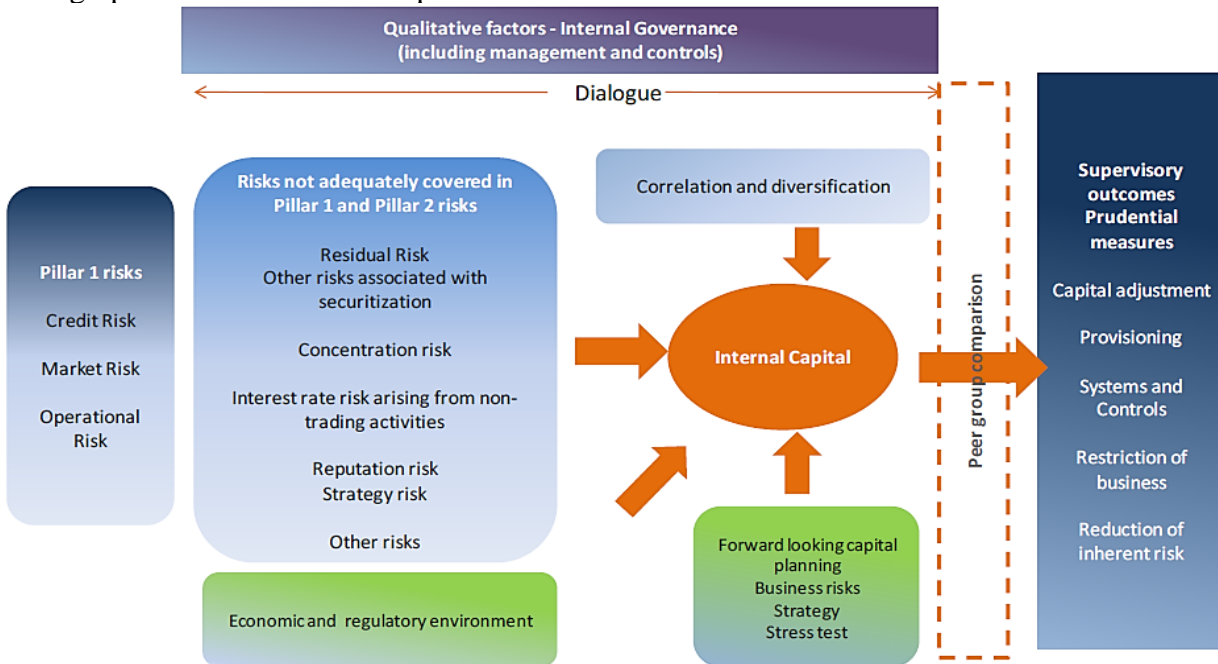 Qualitative factors - Internal Governance
(including management and controls)
Dialogue
Pillar 1 risks
Credit Risk
Market Risk
Operational
Risk
Risks not adequately covered in
Pillar 1 and Pillar 2 risks
Residual Risk
Other risks associated with
securitization
Concentration risk
Interest rate risk arising from non-
trading activities
Reputation risk
Strategy risk
Other risks
Economic and regulatory environment
Correlation and diversification
Internal Capital
Forward looking capital
planning
Business risks
Strategy
Stress test
Peer group comparison
Supervisory
outcomes
Prudential
measures
Capital adjustment
Provisioning
Systems and
Controls
Restriction of
business
Reduction of
inherent risk